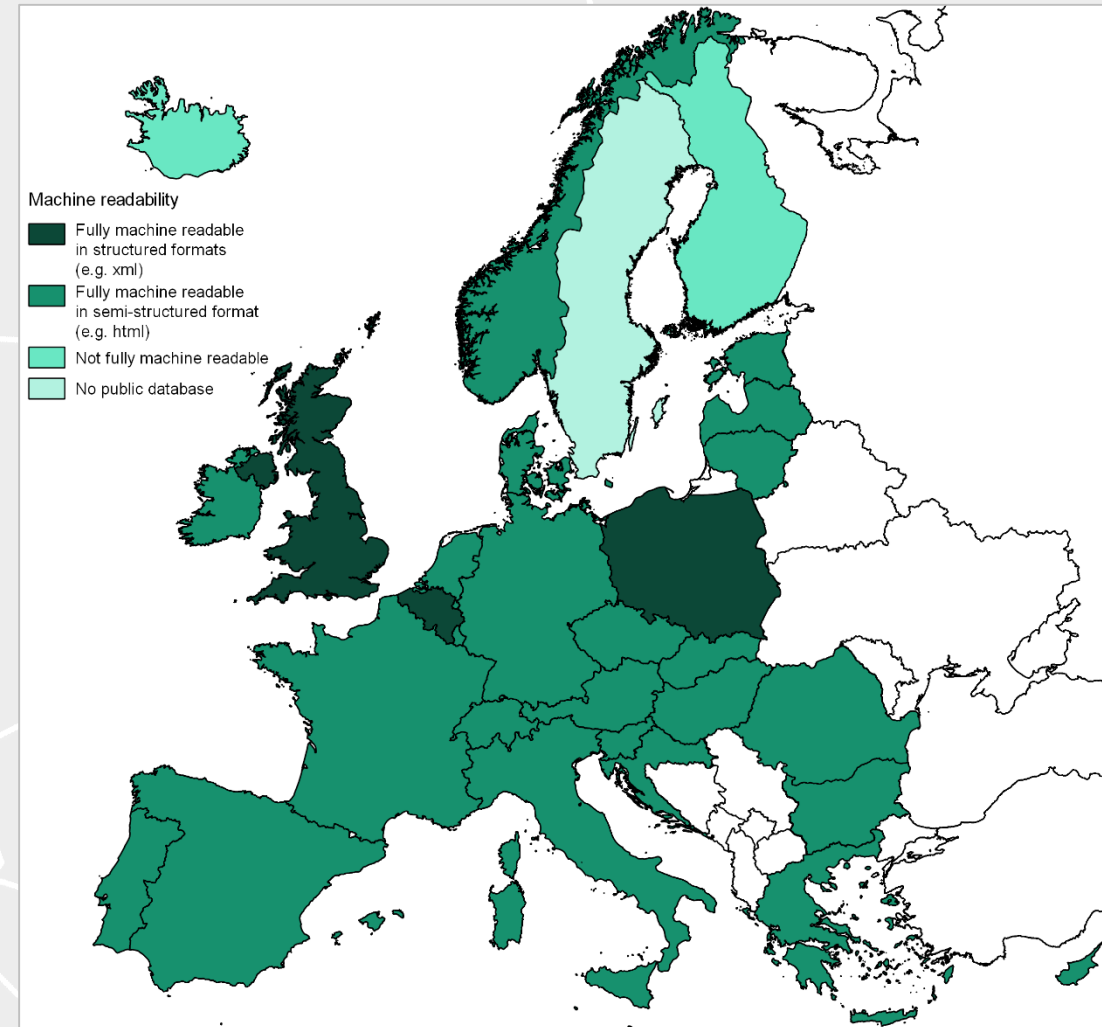 Machine readability
Fully machine readable
in structured formats
(e.g. xml)
Fully machine readable
in semi-structured format
(e.g. html)
Not fully machine readable
No public database